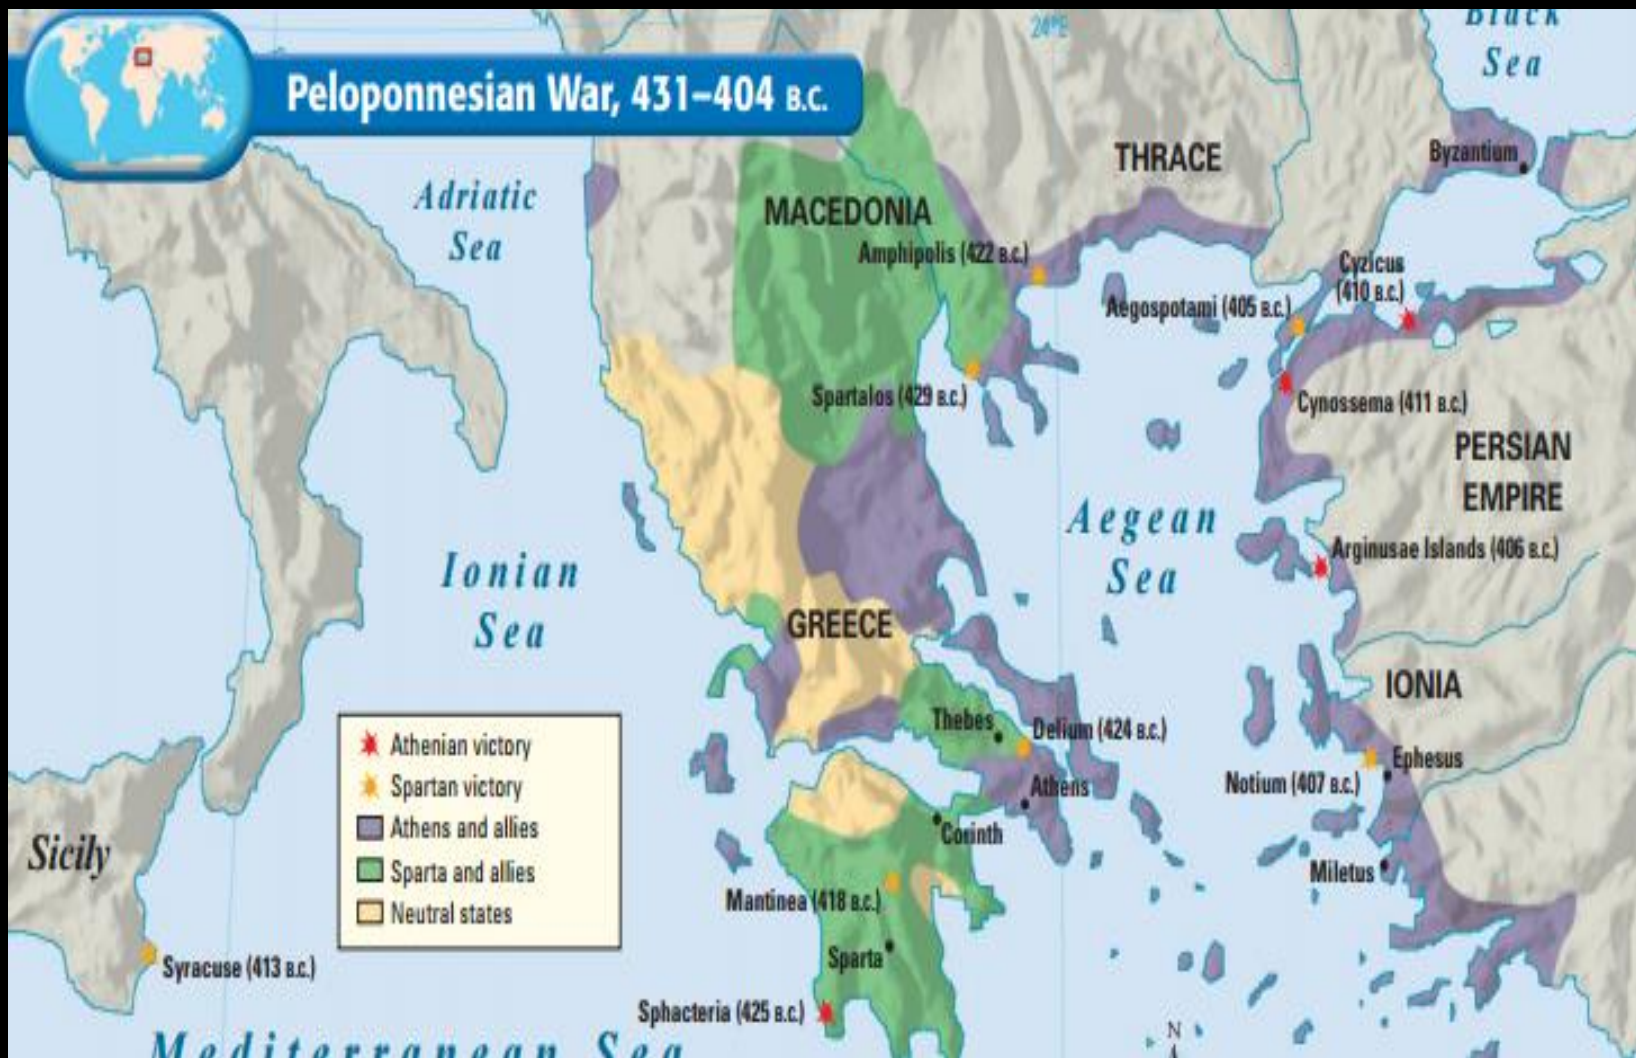 Peloponnesian War, 431–404 B.C.
24°E
Black
Sea
Adriatic
Sea
THRACE
Byzantium
MACEDONIA
Amphipolis (422 B.C.)
Cyzicus
(410 B.C.)
Aegospotami (405 B.C.)
Spartalos (429 B.C.)
Cynossema (411 B.C.)
PERSIAN
EMPIRE
Aegean
Sea
Arginusae Islands (406 B.C.)
Ionian
Sea
GREECE
IONIA
Thebes
Delium (424 B.C.)
Athens
Ephesus
Notium (407 B.C.)
Corinth
Miletus
Mantinea (418 B.C.)
Sparta
Sphacteria (425 B.C.)
Athenian victory
Spartan victory
Athens and allies
Sparta and allies
Neutral states
Sicily
Syracuse (413 B.C.)
Mediterranean Sea
N